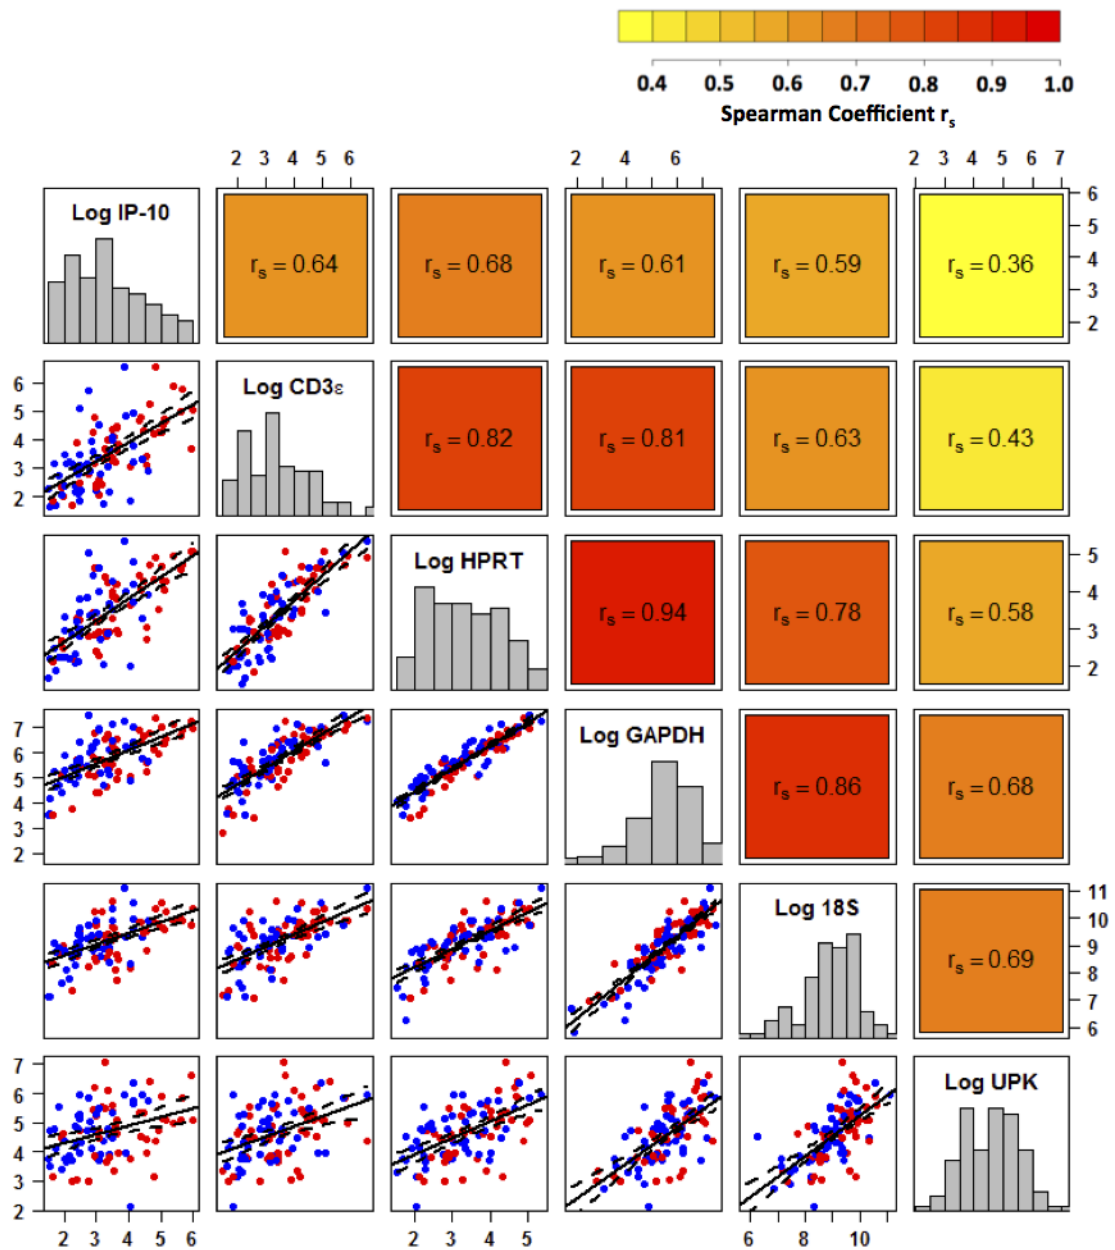 0.4 0.5 0.6 0.7 0.8 0.9 1.0
Spearman Coefficient rs
2 3 4 5 6 2 4 6 2 3 4 5 6 7
Log IP-10
rs = 0.64
rs = 0.68
rs = 0.61
rs = 0.59
rs = 0.36
6
5
4
3
2
6
5
4
3
2
Log CD3ε
rs = 0.82
rs = 0.81
rs = 0.63
rs = 0.43
Log HPRT
rs = 0.94
rs = 0.78
rs = 0.58
5
4
3
2
7
6
5
4
3
2
Log GAPDH
rs = 0.86
rs = 0.68
Log 18S
rs = 0.69
11
10
9
8
7
6
7
6
5
4
3
2
Log UPK
2 3 4 5 6 2 3 4 5 6 8 10